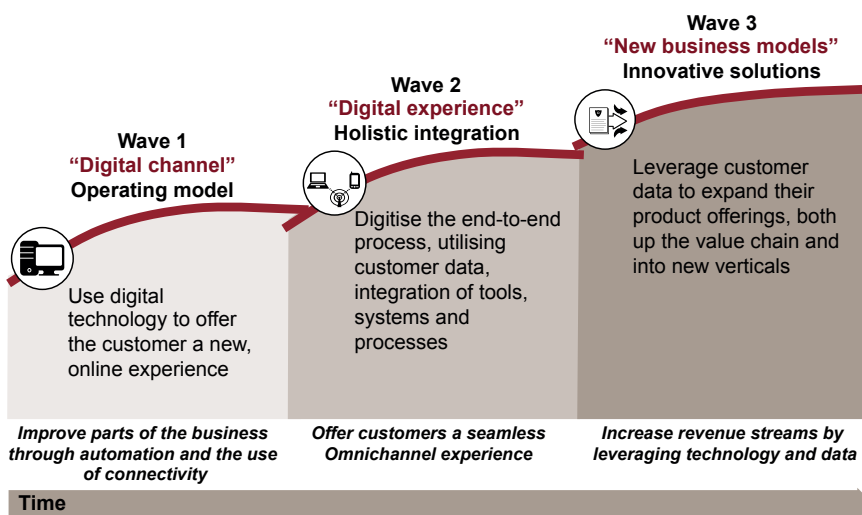 Wave 1
“Digital channel”
Operating model
Wave 2
“Digital experience”
Holistic integration
Wave 3
“New business models”
Innovative solutions
Use digital
technology to offer
the customer a new,
online experience
Digitise the end-to-end
process, utilising
customer data,
integration of tools,
systems and
processes
Leverage customer
data to expand their
product offerings, both
up the value chain and
into new verticals
Improve parts of the business
through automation and the use
of connectivity
Offer customers a seamless
Omnichannel experience
Increase revenue streams by
leveraging technology and data
Time